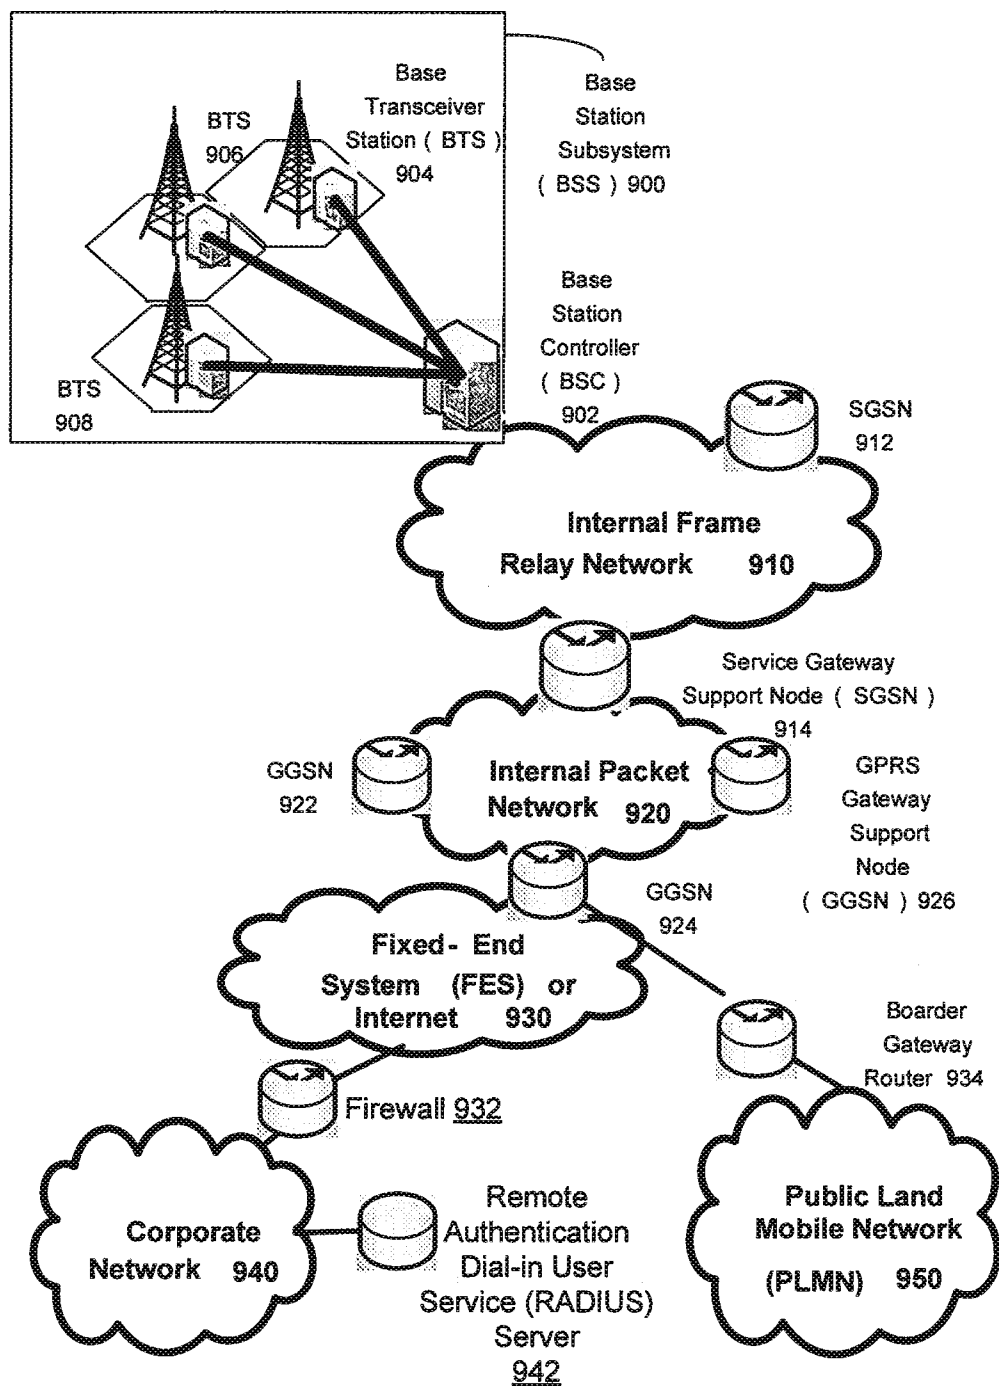 Base
Transceiver
Station ( BTS )
904
BTS
906
BTS
908
Base
Station
Subsystem
( BSS ) 900
Base
Station
Controller
( BSC )
902
SGSN
912
Internal Frame
Relay Network 910
Service Gateway
Support Node ( SGSN )
914
GGSN
922
Internal Packet
Network 920
GPRS
Gateway
Support
Node
( GGSN ) 926
GGSN
924
Fixed- End
System (FES) or
Internet 930
Boarder
Gateway
Router 934
Firewall 932
Corporate
Network 940
Remote
Authentication
Dial-in User
Service (RADIUS)
Server
942
Public Land
Mobile Network
(PLMN) 950